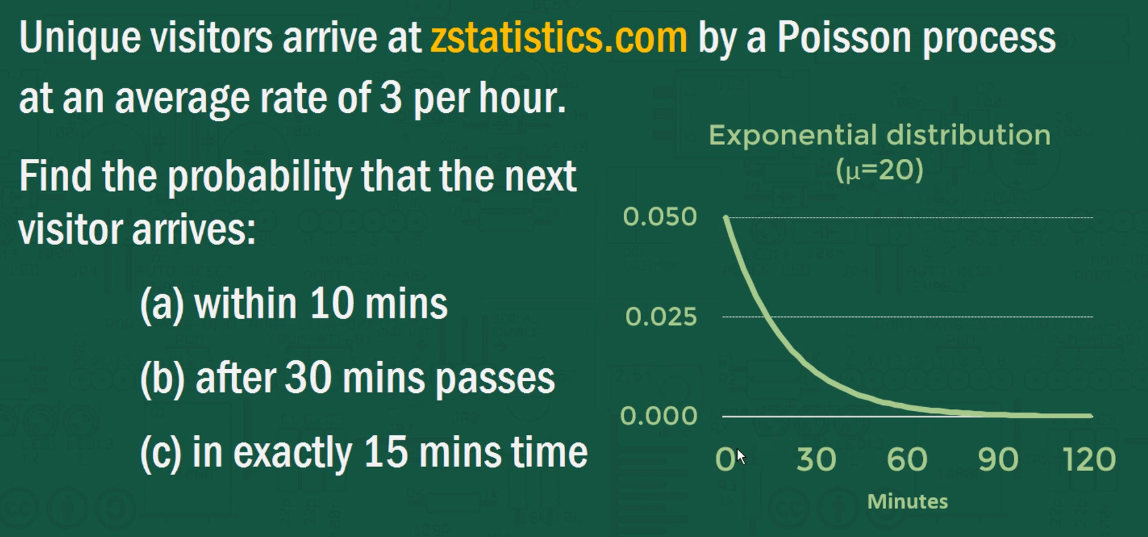 Unique visitors arrive at zstatistics.com by a Poisson process
at an average rate of 3 per hour.
Find the probability that the next
visitor arrives:
(a) within 10 mins
(b) after 30 mins passes
(c) in exactly 15 mins time
Exponential distribution
(μ=20)
0.050
0.025
0.000
0 30 60 90 120
Minutes